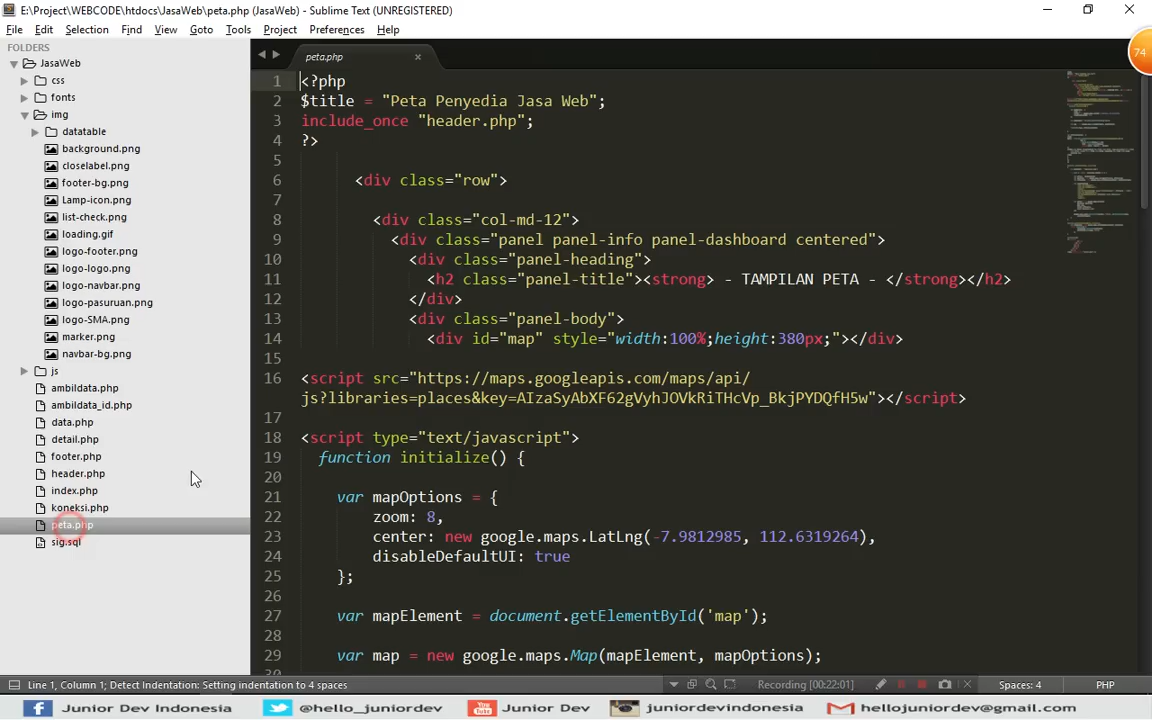 E:\Project\WEBCODE\htdocs\JasaWeb\peta.php (JasaWeb) - Sublime Text (UNREGISTERED)
File Edit Selection Find View Goto Tools Project Preferences Help
74
FOLDERS
JasaWeb
css
fonts
img
datatable
background.png
closelabel.png
footer-bg.png
Lamp-icon.png
list-check.png
loading.gif
logo-footer.png
logo-logo.png
logo-navbar.png
logo-pasuruan.png
logo-SMA.png
marker.png
navbar-bg.png
js
ambildata.php
ambildata_id.php
data.php
detail.php
footer.php
header.php
index.php
koneksi.php
peta.php
sig.sql
peta.php
1 <?php
2 $title = "Peta Penyedia Jasa Web";
3 include_once "header.php";
4 ?>
5
6 <div class="row">
7
8 <div class="col-md-12">
9 <div class="panel panel-info panel-dashboard centered">
10 <div class="panel-heading">
11 <h2 class="panel-title"><strong> - TAMPILAN PETA - </strong></h2>
12 </div>
13 <div class="panel-body">
14 <div id="map" style="width:100%;height:380px;"></div>
15
16 <script src="https://maps.googleapis.com/maps/api/
js?libraries=places&key=AIzaSyAbXF62gVyhJOVkRiTHcVp_BkjPYDQfH5w"></script>
17
18 <script type="text/javascript">
19 function initialize() {
20
21 var mapOptions = {
22 zoom: 8,
23 center: new google.maps.LatLng(-7.9812985, 112.6319264),
24 disableDefaultUI: true
25 };
26
27 var mapElement = document.getElementById('map');
28
29 var map = new google.maps.Map(mapElement, mapOptions);
30
Line 1, Column 1; Detect Indentation: Setting indentation to 4 spaces
Recording [00:22:01]
Spaces: 4
PHP
Junior Dev Indonesia
@hello_juniordev
Junior Dev
juniordevindonesia
hellojuniordev@gmail.com